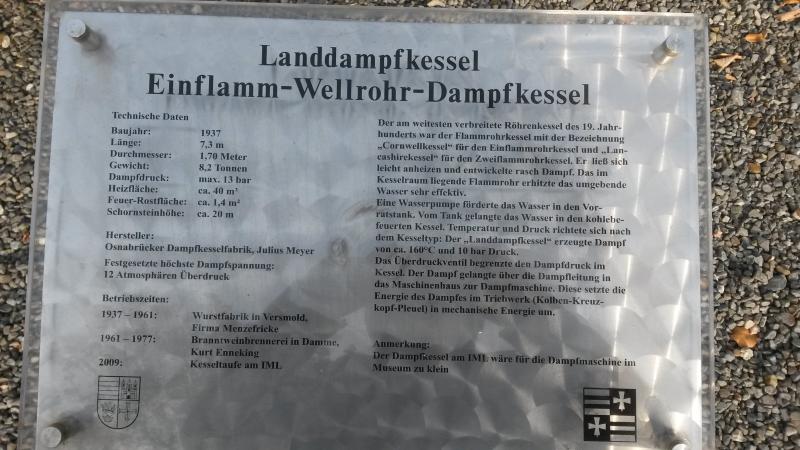 Landdampfkessel
Einflamm-Wellrohr-Dampfkessel
Technische Daten
Baujahr: 1937
Länge: 7,3 m
Durchmesser: 1,70 Meter
Gewicht: 8,2 Tonnen
Dampfdruck: max. 13 bar
Heizfläche: ca. 40 m²
Feuer-Rostfläche: ca. 1,4 m²
Schornsteinhöhe: ca. 20 m
Hersteller:
Osnabrücker Dampfkesselfabrik, Julius Meyer
Festgesetzte höchste Dampfspannung:
12 Atmosphären Überdruck
Betriebszeiten:
1937 – 1961: Wurstfabrik in Versmold,
Firma Menzefricke
1961 – 1977: Branntweinbrennerei in Damme,
Kurt Enneking
2009: Kesseltaufe am IML
Der am weitesten verbreitete Röhrenkessel des 19. Jahr-
hunderts war der Flammrohrkessel mit der Bezeichnung
„Cornwellkessel“ für den Einflammrohrkessel und „Lan-
cashirekessel“ für den Zweiflammrohrkessel. Er ließ sich
leicht anheizen und entwickelte rasch Dampf. Das im
Kesselraum liegende Flammrohr erhitzte das umgebende
Wasser sehr effektiv.
Eine Wasserpumpe förderte das Wasser in den Vor-
ratstank. Vom Tank gelangte das Wasser in den kohlebe-
feuerten Kessel. Temperatur und Druck richtete sich nach
dem Kesseltyp: Der „Landdampfkessel“ erzeugte Dampf
von ca. 160°C und 10 bar Druck.
Das Überdruckventil begrenzte den Dampfdruck im
Kessel. Der Dampf gelangte über die Dampfleitung in
das Maschinenhaus zur Dampfmaschine. Diese setzte die
Energie des Dampfes im Triebwerk (Kolben-Kreuz-
kopf-Pleuel) in mechanische Energie um.
Anmerkung:
Der Dampfkessel am IML wäre für die Dampfmaschine im
Museum zu klein